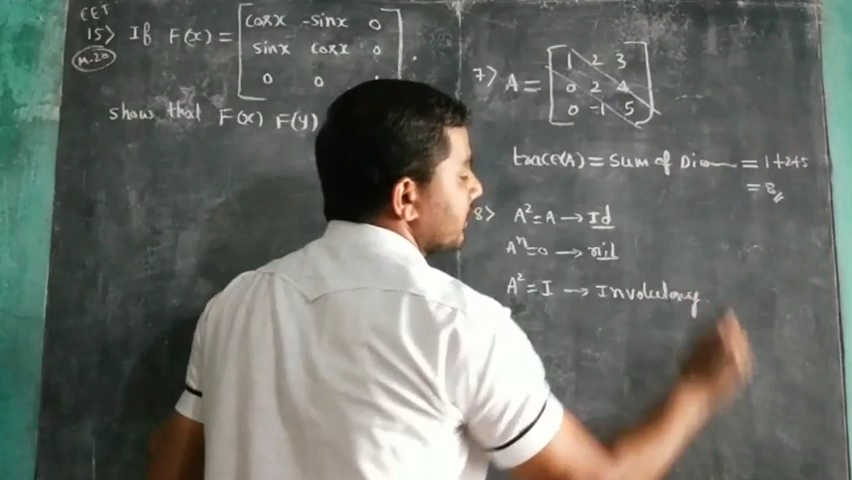 CET
15> If F(x) = [cosx -sinx 0
M-20 sinx cosx 0
0 0
show that F(x) F(y)
7> A = [1 2 3
0 2 4
0 -1 5]
trace(A) = Sum of = 1+2+5
= 8
8> A² = A → Id
Aⁿ = 0 → nil
A² = I → Involutory